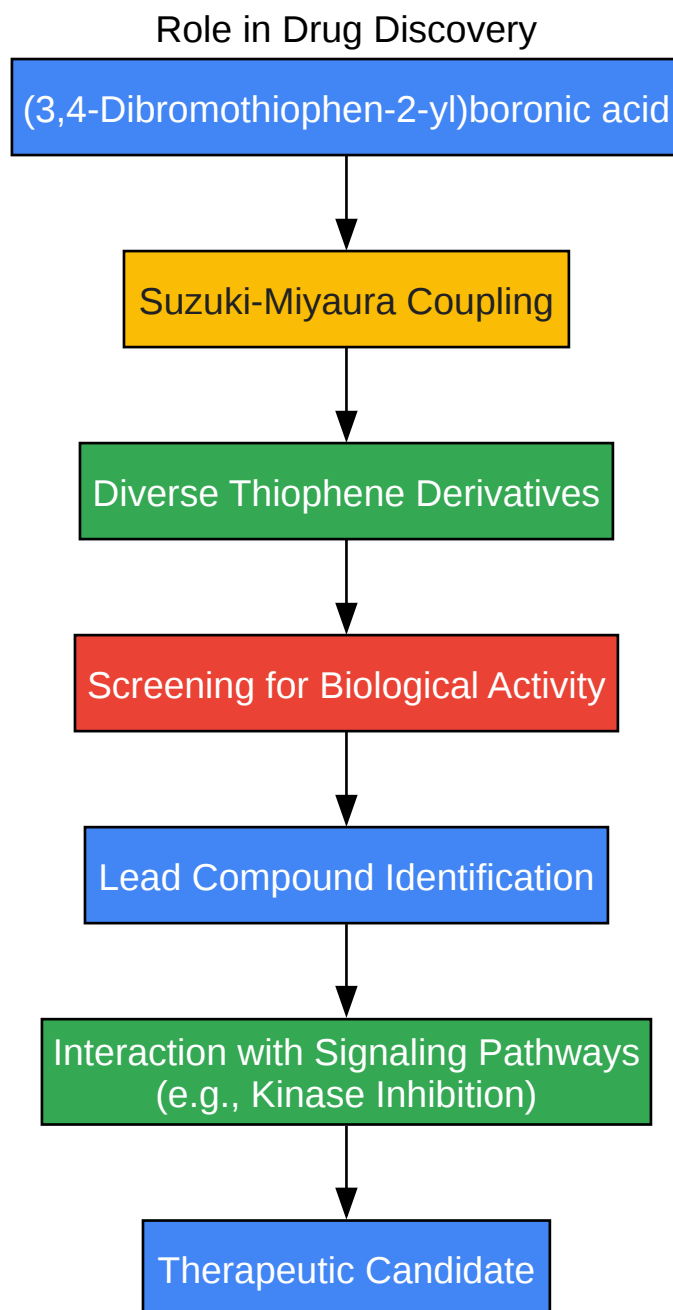 Role in Drug Discovery
(3,4-Dibromothiophen-2-yl)boronic acid
Suzuki-Miyaura Coupling
Diverse Thiophene Derivatives
Screening for Biological Activity
Lead Compound Identification
Interaction with Signaling Pathways
(e.g., Kinase Inhibition)
Therapeutic Candidate